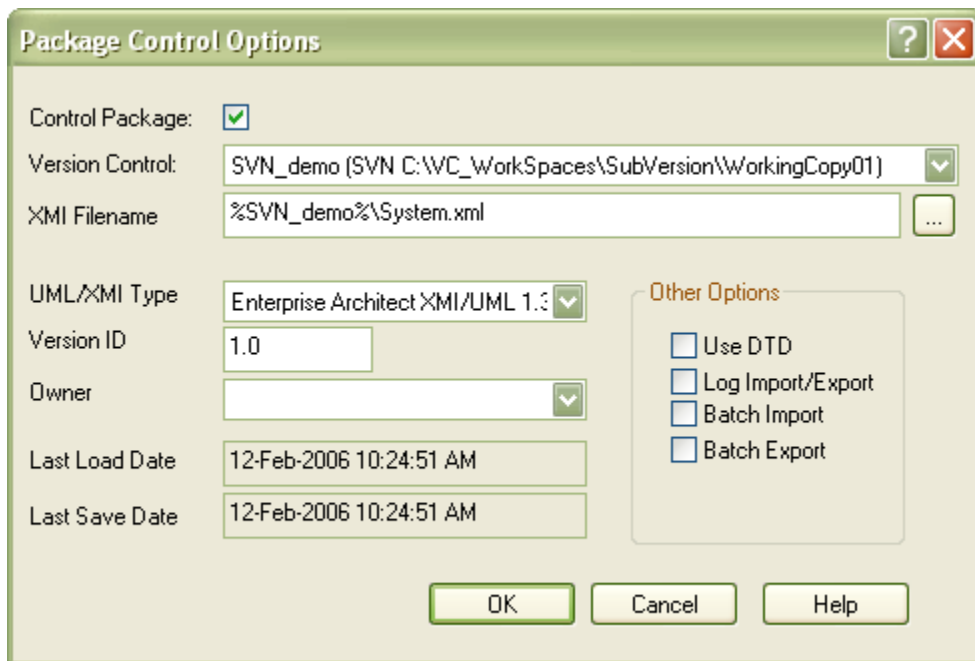 Package Control Options
Control Package:
Version Control: SVN_demo (SVN C:\VC_WorkSpaces\SubVersion\WorkingCopy01)
XMI Filename %SVN_demo%\System.xml ...
UML/XMI Type Enterprise Architect XMI/UML 1.3
Version ID 1.0
Owner
Last Load Date 12-Feb-2006 10:24:51 AM
Last Save Date 12-Feb-2006 10:24:51 AM
Other Options
Use DTD
Log Import/Export
Batch Import
Batch Export
OK Cancel Help